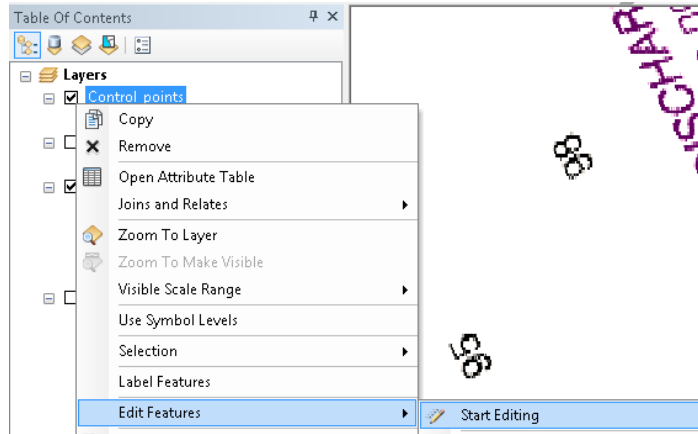 Table Of Contents
Layers
Control points
Copy
Remove
Open Attribute Table
Joins and Relates
Zoom To Layer
Zoom To Make Visible
Visible Scale Range
Use Symbol Levels
Selection
Label Features
Edit Features
Start Editing
SCHAR